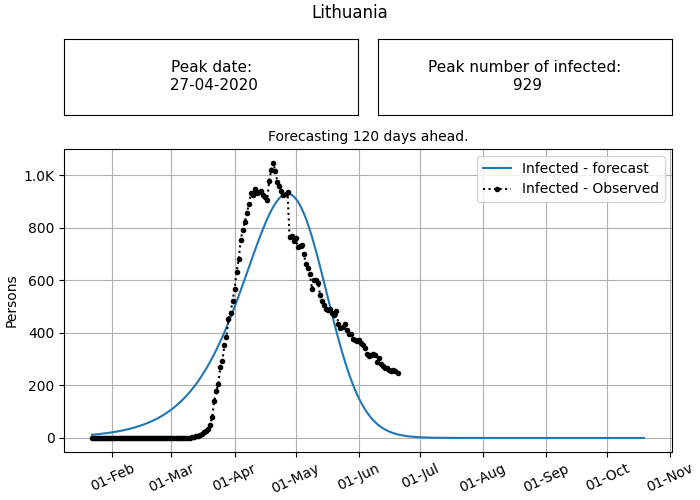 Lithuania
Peak date:
27-04-2020
Peak number of infected:
929
Forecasting 120 days ahead.
Infected - forecast
Infected - Observed
1.0K
800
600
400
200
0
Persons
01-Feb
01-Mar
01-Apr
01-May
01-Jun
01-Jul
01-Aug
01-Sep
01-Oct
01-Nov